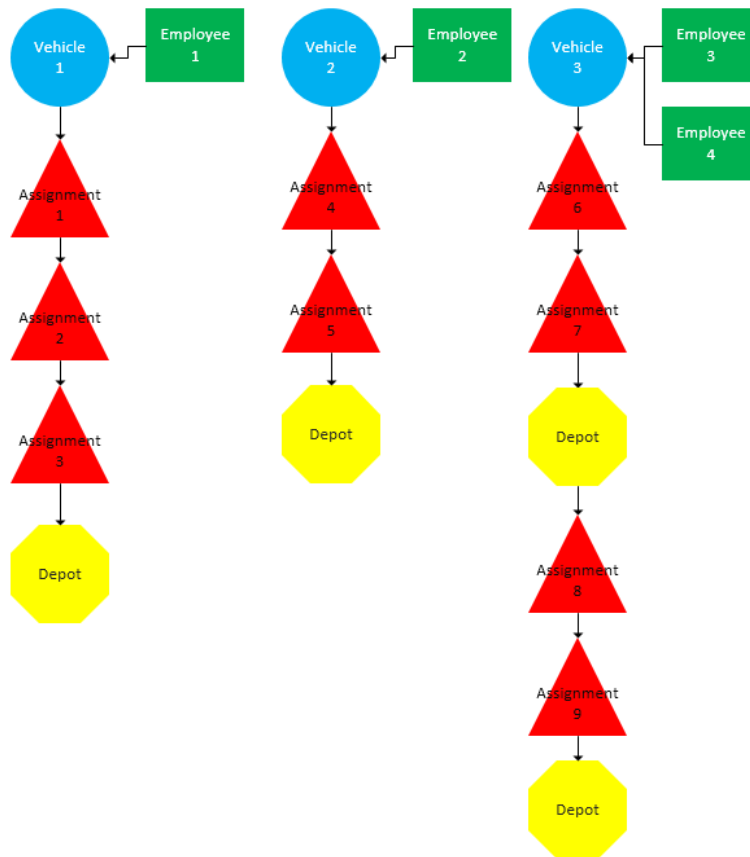 Vehicle
1
Employee
1
Vehicle
2
Employee
2
Vehicle
3
Employee
3
Employee
4
Assignment
1
Assignment
4
Assignment
6
Assignment
2
Assignment
5
Assignment
7
Assignment
3
Depot
Depot
Depot
Assignment
8
Assignment
9
Depot